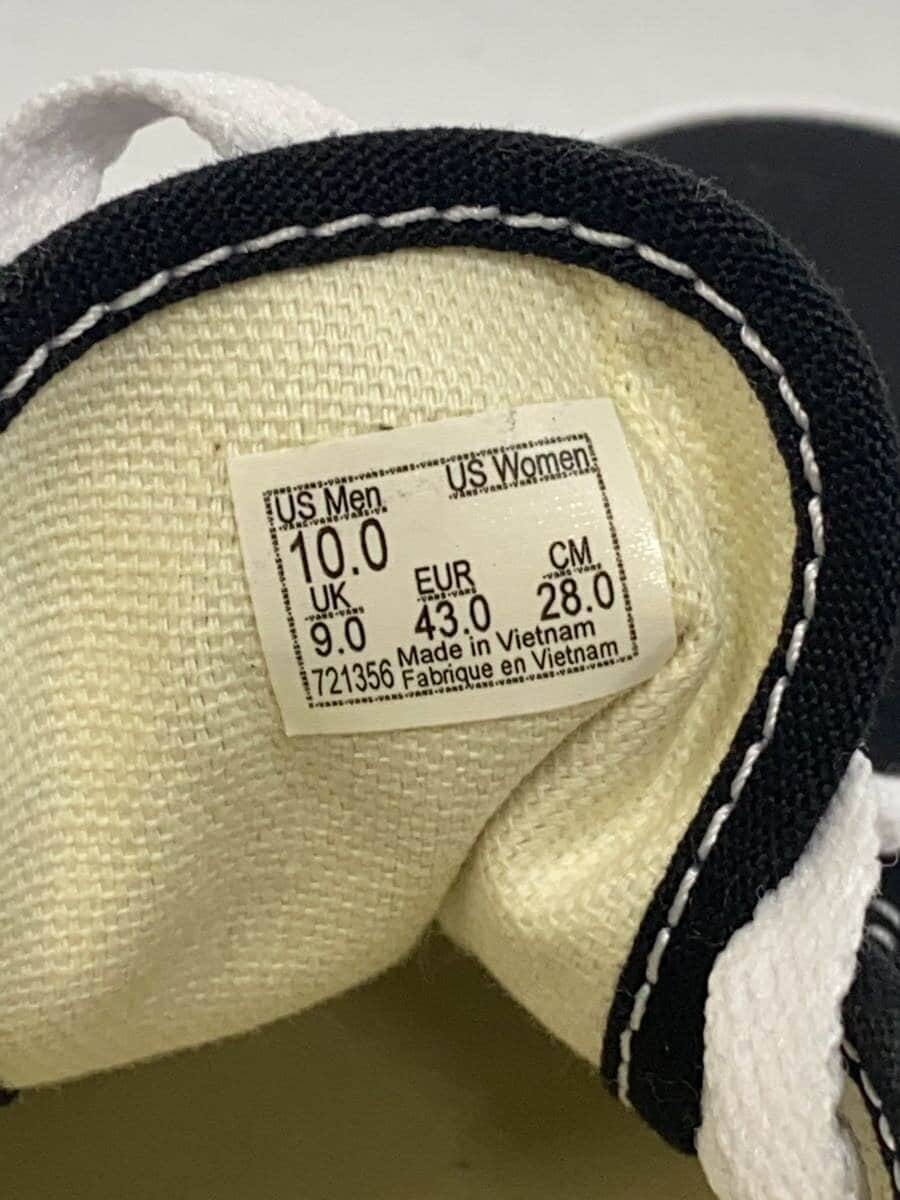 US Men US Women
10.0
UK EUR CM
9.0 43.0 28.0
Made in Vietnam
721356 Fabrique en Vietnam